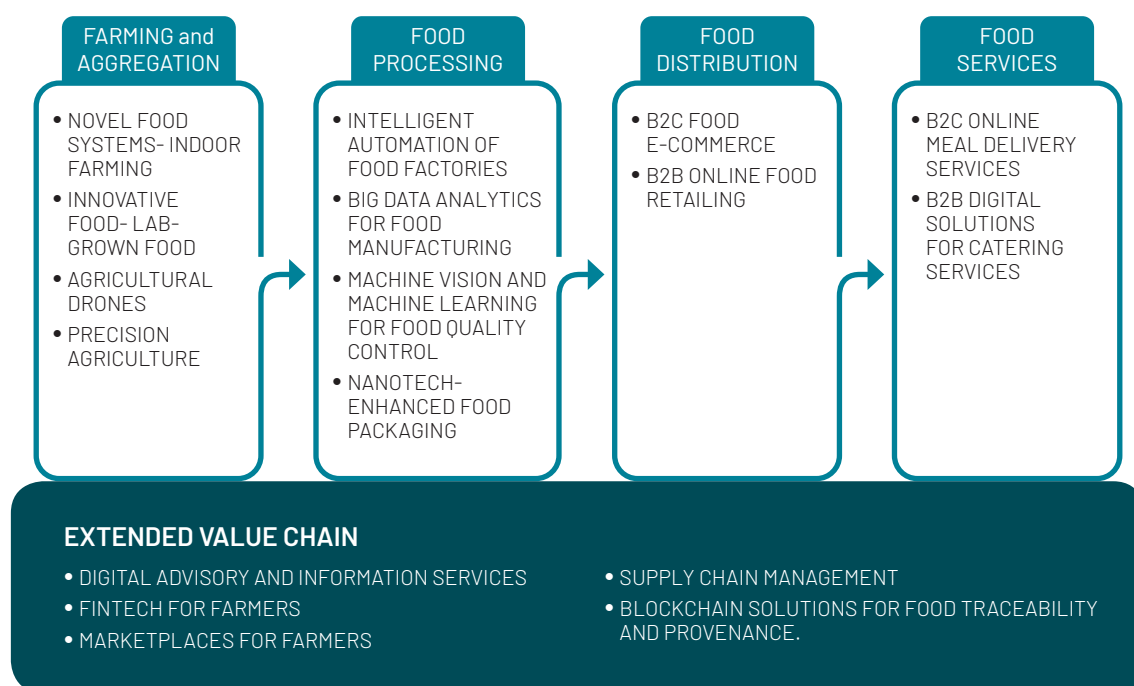 FARMING and
AGGREGATION
• NOVEL FOOD
SYSTEMS- INDOOR
FARMING
• INNOVATIVE
FOOD- LAB-
GROWN FOOD
• AGRICULTURAL
DRONES
• PRECISION
AGRICULTURE
FOOD
PROCESSING
• INTELLIGENT
AUTOMATION OF
FOOD FACTORIES
• BIG DATA ANALYTICS
FOR FOOD
MANUFACTURING
• MACHINE VISION AND
MACHINE LEARNING
FOR FOOD QUALITY
CONTROL
• NANOTECH-
ENHANCED FOOD
PACKAGING
FOOD
DISTRIBUTION
• B2C FOOD
E-COMMERCE
• B2B ONLINE FOOD
RETAILING
FOOD
SERVICES
• B2C ONLINE
MEAL DELIVERY
SERVICES
• B2B DIGITAL
SOLUTIONS
FOR CATERING
SERVICES
EXTENDED VALUE CHAIN
• DIGITAL ADVISORY AND INFORMATION SERVICES
• FINTECH FOR FARMERS
• MARKETPLACES FOR FARMERS
• SUPPLY CHAIN MANAGEMENT
• BLOCKCHAIN SOLUTIONS FOR FOOD TRACEABILITY
AND PROVENANCE.